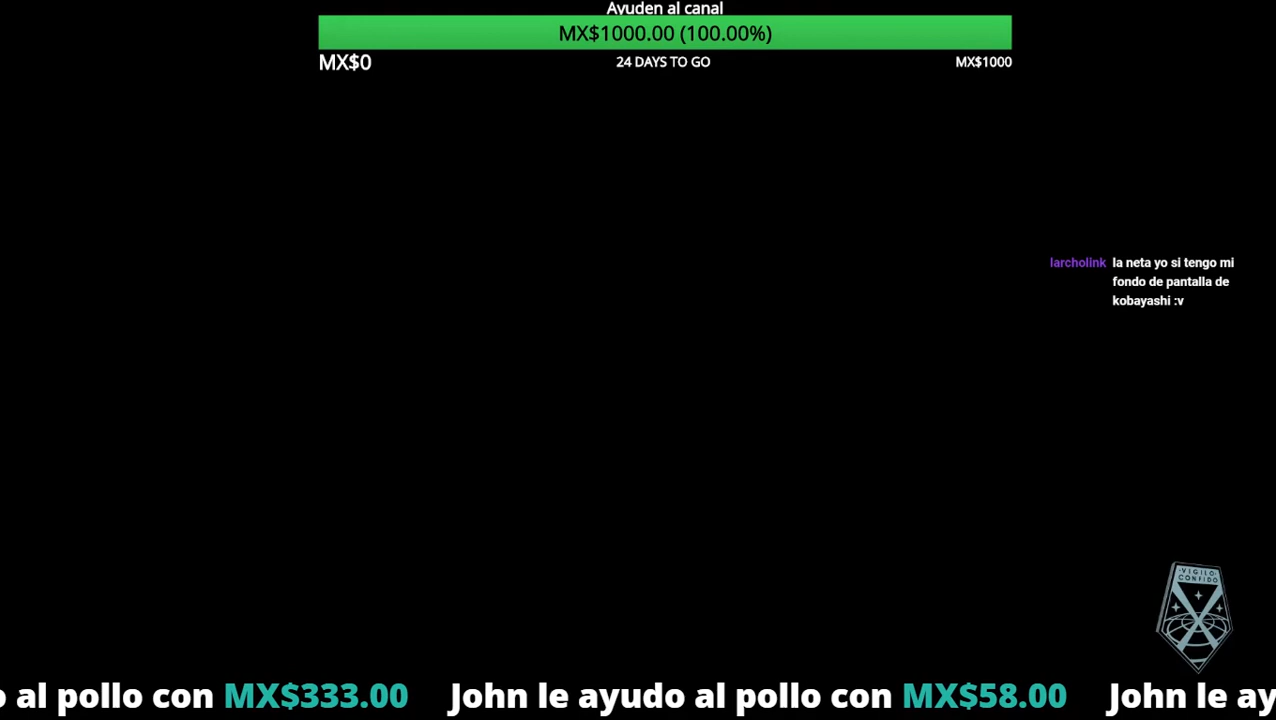 Ayuden al canal
MX$1000.00 (100.00%)
MX$0 24 DAYS TO GO MX$1000
larcholink la neta yo si tengo mi
fondo de pantalla de
kobayashi :v
·VIGILO·
CONFIDO
o al pollo con MX$333.00 John le ayudo al pollo con MX$58.00 John le ay